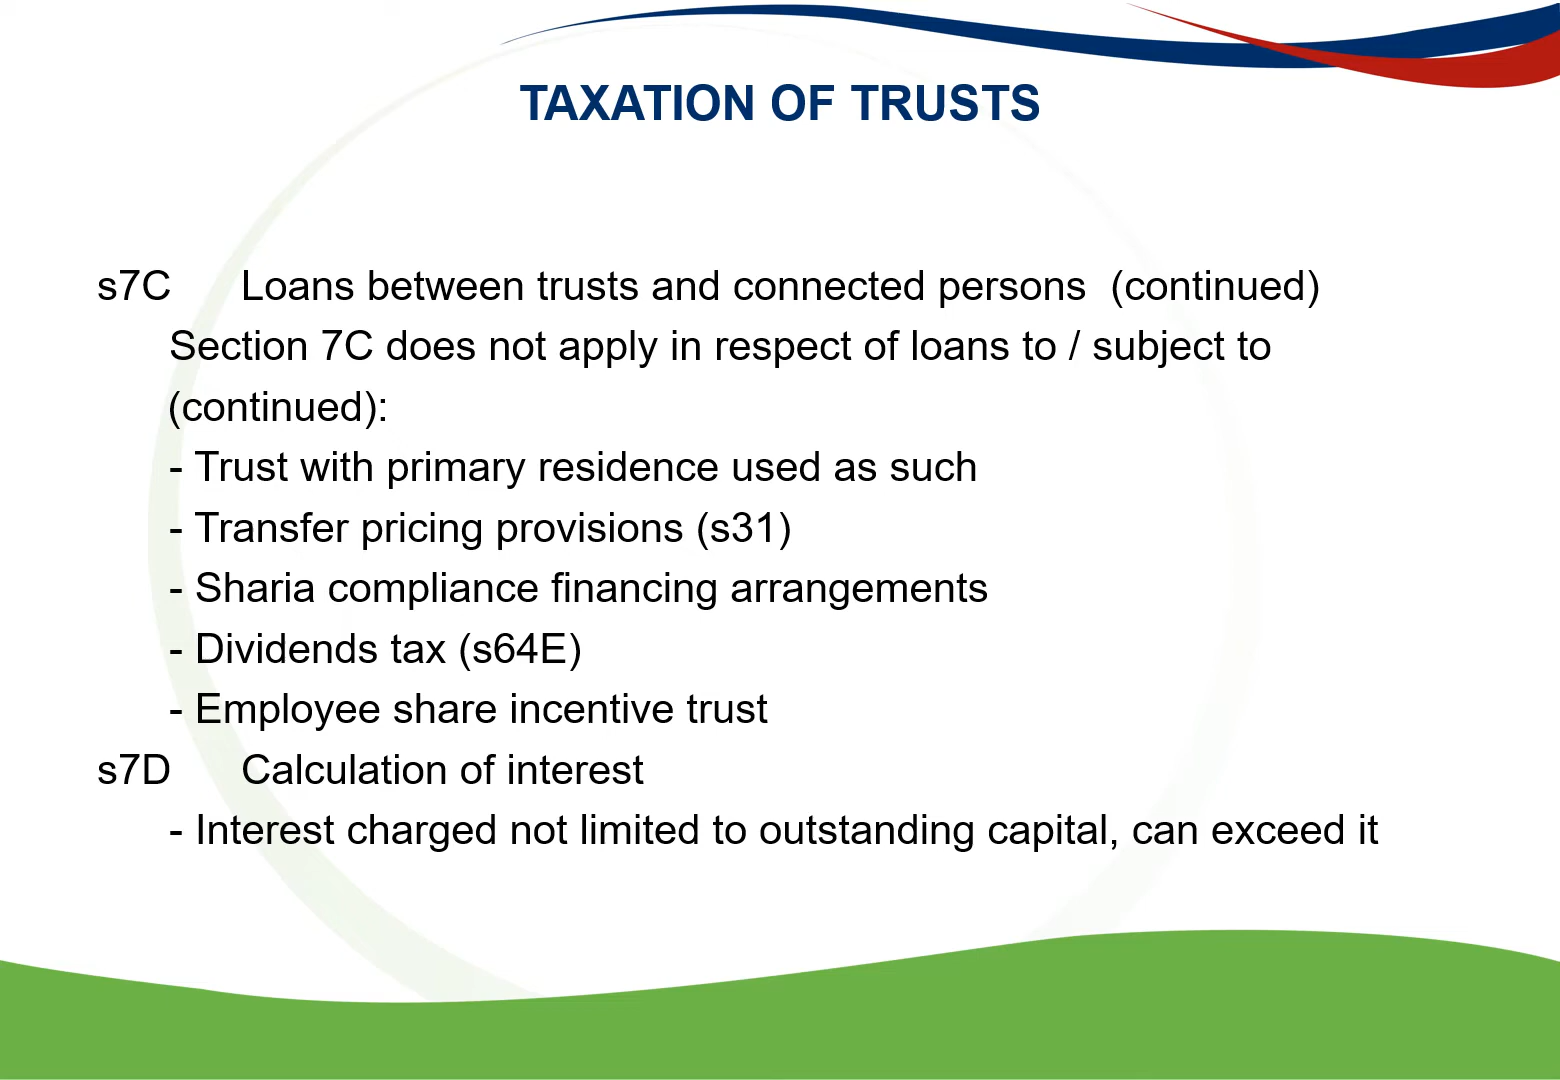 TAXATION OF TRUSTS
s7C Loans between trusts and connected persons (continued)
Section 7C does not apply in respect of loans to / subject to
(continued):
- Trust with primary residence used as such
- Transfer pricing provisions (s31)
- Sharia compliance financing arrangements
- Dividends tax (s64E)
- Employee share incentive trust
s7D Calculation of interest
- Interest charged not limited to outstanding capital, can exceed it